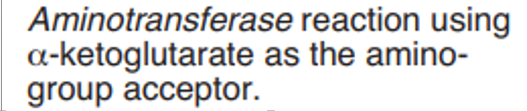 Aminotransferase reaction using
α-ketoglutarate as the amino-
group acceptor.